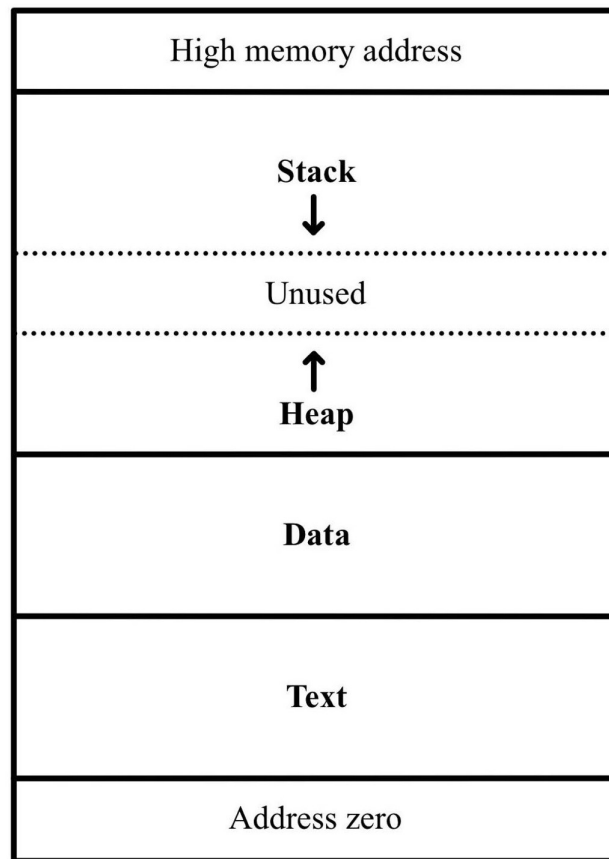 High memory address
Stack
Unused
Heap
Data
Text
Address zero